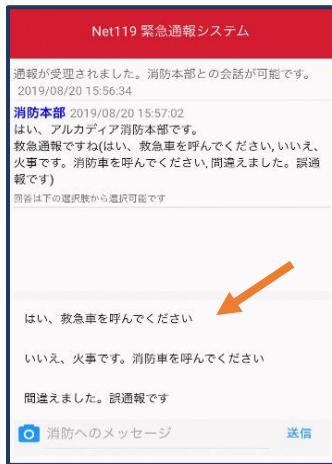 Net119 緊急通報システム
通報が受理されました。消防本部との会話が可能です。
2019/08/20 15:56:34
消防本部 2019/08/20 15:57:02
はい、アルカディア消防本部です。
救急通報ですね(はい、救急車を呼んでください, いいえ、
火事です。消防車を呼んでください, 間違えました。誤通
報です)
回答は下の選択肢から選択可能です
はい、救急車を呼んでください
いいえ、火事です。消防車を呼んでください
間違えました。誤通報です
消防へのメッセージ 送信